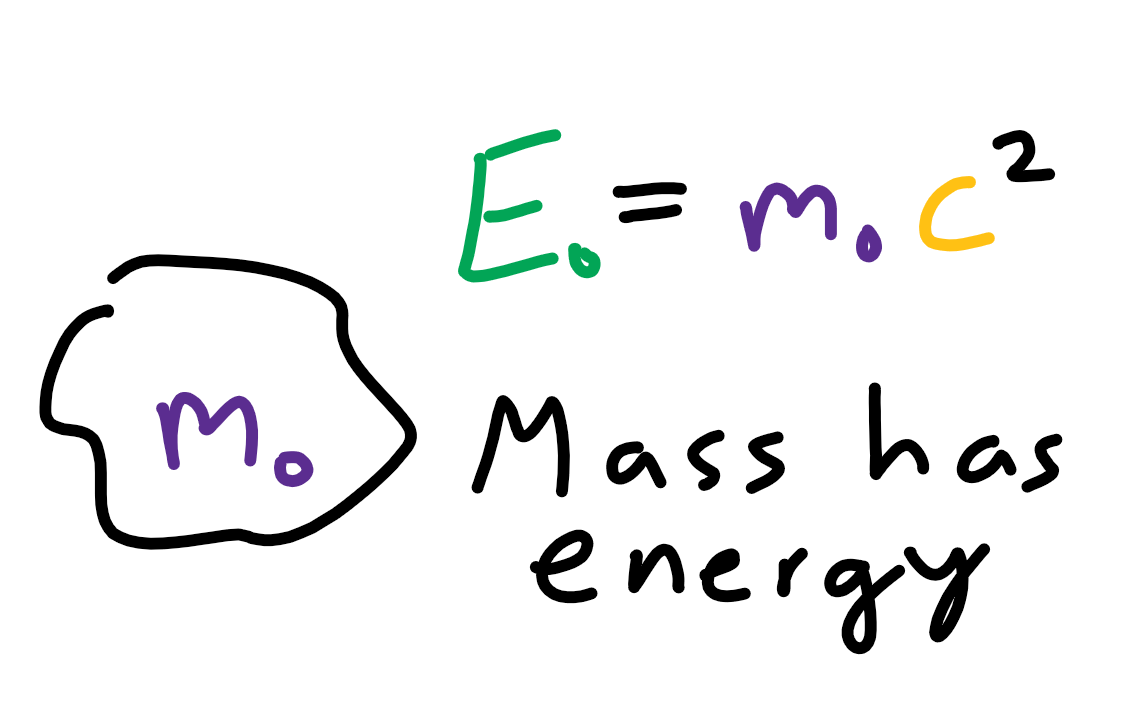 E₀ = m₀c²
m₀
Mass has
energy